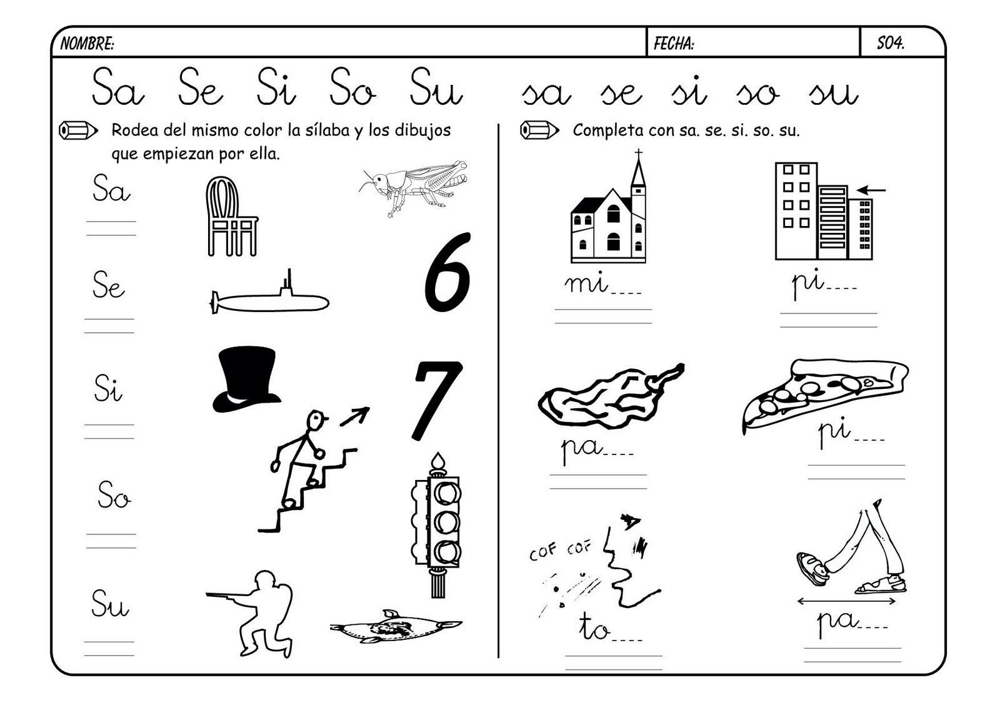 NOMBRE: FECHA: SO4.
Sa Se Si So Su sa se si so su
Rodea del mismo color la sílaba y los dibujos
que empiezan por ella.
Sa
Se
6
Si
7
So
Su
Completa con sa. se. si. so. su.
mi____ pi____
pa____ pi____
COF COF
to____ pa____